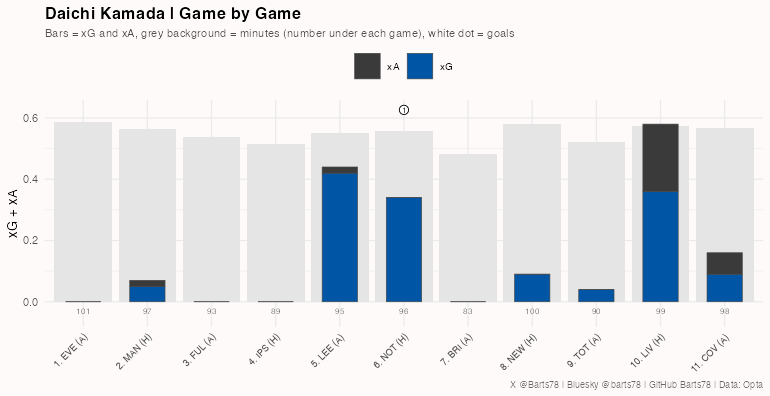 Daichi Kamada | Game by Game
Bars = xG and xA, grey background = minutes (number under each game), white dot = goals
xA xG
1
xG + xA
0.6
0.4
0.2
0.0
101 97 93 89 95 96 83 100 90 99 98
1. EVE (A) 2. MAN (H) 3. FUL (A) 4. IPS (H) 5. LEE (A) 6. NOT (H) 7. BRI (A) 8. NEW (H) 9. TOT (A) 10. LIV (H) 11. COV (A)
X @Barts78 | Bluesky @barts78 | GitHub Barts78 | Data: Opta